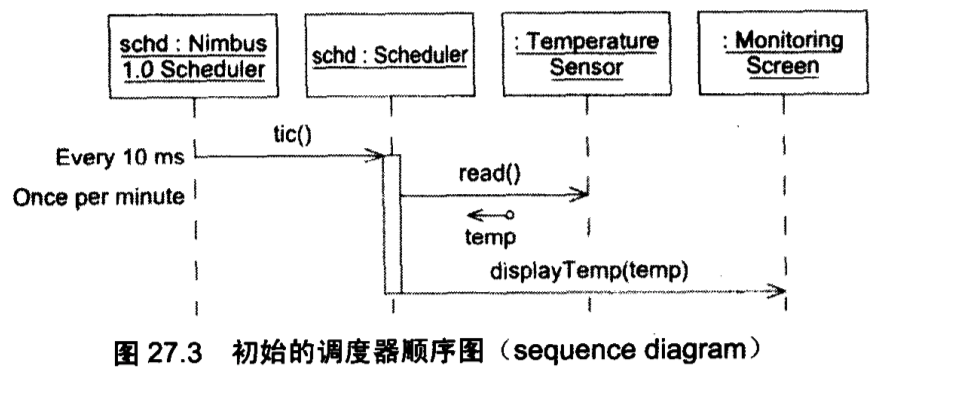 schd : Nimbus
1.0 Scheduler
schd : Scheduler
: Temperature
Sensor
: Monitoring
Screen
tic()
Every 10 ms
read()
Once per minute
temp
displayTemp(temp)
图 27.3 初始的调度器顺序图（sequence diagram）